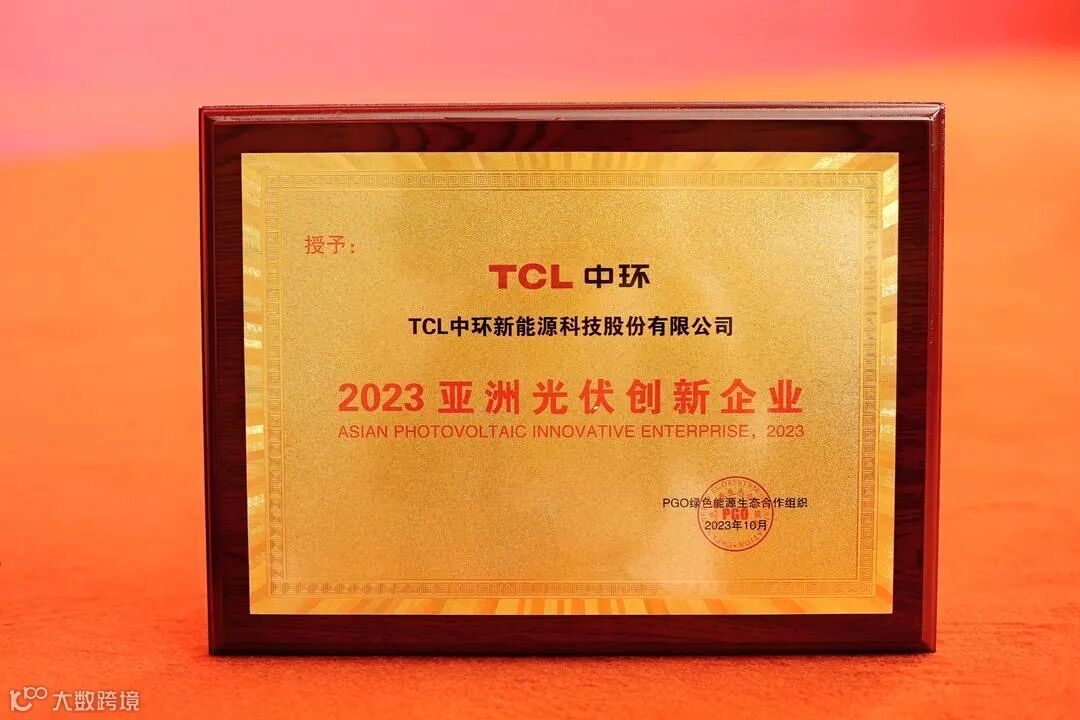 授予：
TCL 中环
TCL中环新能源科技股份有限公司
2023 亚洲光伏创新企业
ASIAN PHOTOVOLTAIC INNOVATIVE ENTERPRISE, 2023
PGO绿色能源生态合作组织
PGO
2023年10月
大数跨境